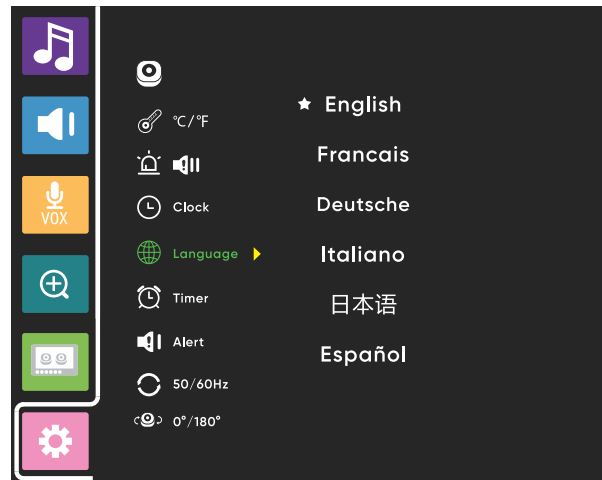 VOX
°C/°F
Clock
Language
Timer
Alert
50/60Hz
0°/180°
★ English
Francais
Deutsche
Italiano
日本语
Español